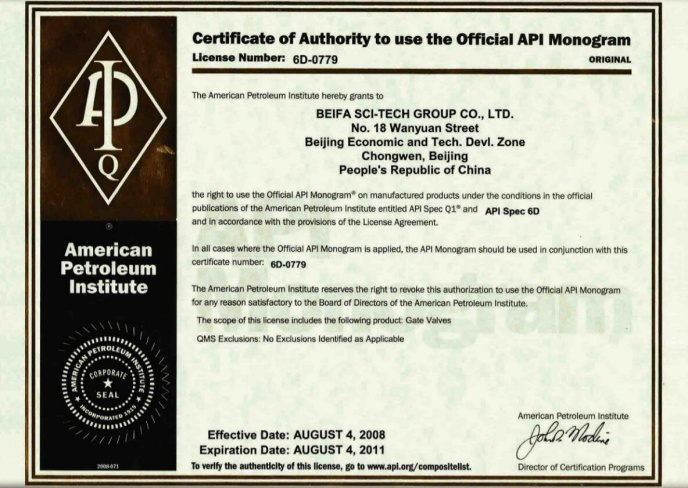 API
Q
®
American
Petroleum
Institute
AMERICAN PETROLEUM INSTITUTE
CORPORATE
SEAL
INCORPORATED 1919
2008-071
Certificate of Authority to use the Official API Monogram
License Number: 6D-0779
ORIGINAL
The American Petroleum Institute hereby grants to
BEIFA SCI-TECH GROUP CO., LTD.
No. 18 Wanyuan Street
Beijing Economic and Tech. Devl. Zone
Chongwen, Beijing
People's Republic of China
the right to use the Official API Monogram® on manufactured products under the conditions in the official
publications of the American Petroleum Institute entitled API Spec Q1® and API Spec 6D
and in accordance with the provisions of the License Agreement.
In all cases where the Official API Monogram is applied, the API Monogram should be used in conjunction with this
certificate number: 6D-0779
The American Petroleum Institute reserves the right to revoke this authorization to use the Official API Monogram
for any reason satisfactory to the Board of Directors of the American Petroleum Institute.
The scope of this license includes the following product: Gate Valves
QMS Exclusions: No Exclusions Identified as Applicable
American Petroleum Institute
Effective Date: AUGUST 4, 2008
Expiration Date: AUGUST 4, 2011
To verify the authenticity of this license, go to www.api.org/compositelist.
Director of Certification Programs